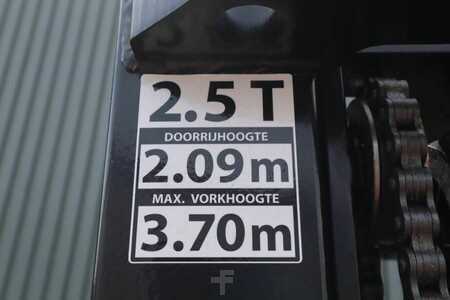 2.5 T
DOORRIJHOOGTE
2.09 m
MAX. VORKHOOGTE
3.70 m